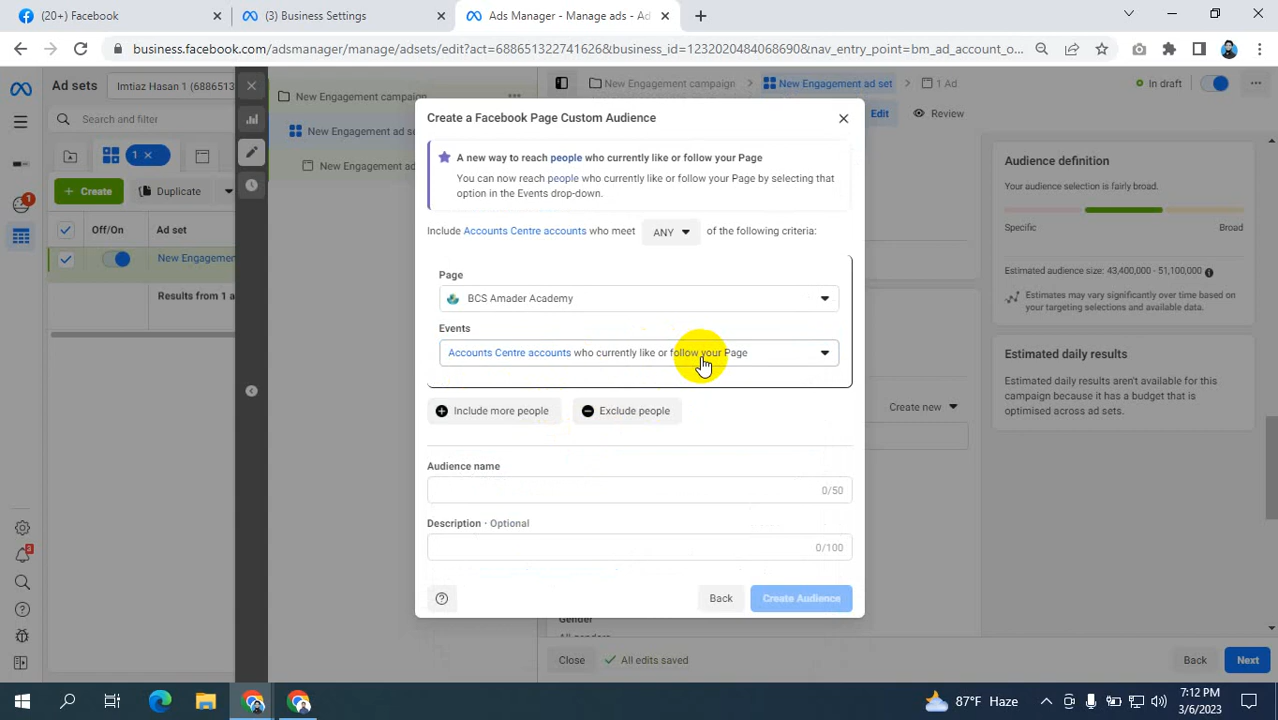 (20+) Facebook
(3) Business Settings
Ads Manager - Manage ads - Ad
business.facebook.com/adsmanager/manage/adsets/edit?act=688651322741626&business_id=1232020484068690&nav_entry_point=bm_ad_account_o...
Ad sets
Imtiaz Hasan 1 (6886513
New Engagement campaign
New Engagement campaign
New Engagement ad set
1 Ad
In draft
Search and filter
New Engagement ad se
Edit
Review
1
New Engagement ad
Create
Duplicate
Off/On
Ad set
New Engagemen
Results from 1 a
Create a Facebook Page Custom Audience
A new way to reach people who currently like or follow your Page
You can now reach people who currently like or follow your Page by selecting that
option in the Events drop-down.
Include Accounts Centre accounts who meet ANY of the following criteria:
Page
BCS Amader Academy
Events
Accounts Centre accounts who currently like or follow your Page
Include more people
Exclude people
Audience name
0/50
Description · Optional
0/100
Back
Create Audience
Audience definition
Your audience selection is fairly broad.
Specific
Broad
Estimated audience size: 43,400,000 - 51,100,000
Estimates may vary significantly over time based on
your targeting selections and available data.
Estimated daily results
Estimated daily results aren't available for this
campaign because it has a budget that is
optimised across ad sets.
Create new
Gender
Close
All edits saved
Back
Next
1
3
87°F Haze
7:12 PM
3/6/2023